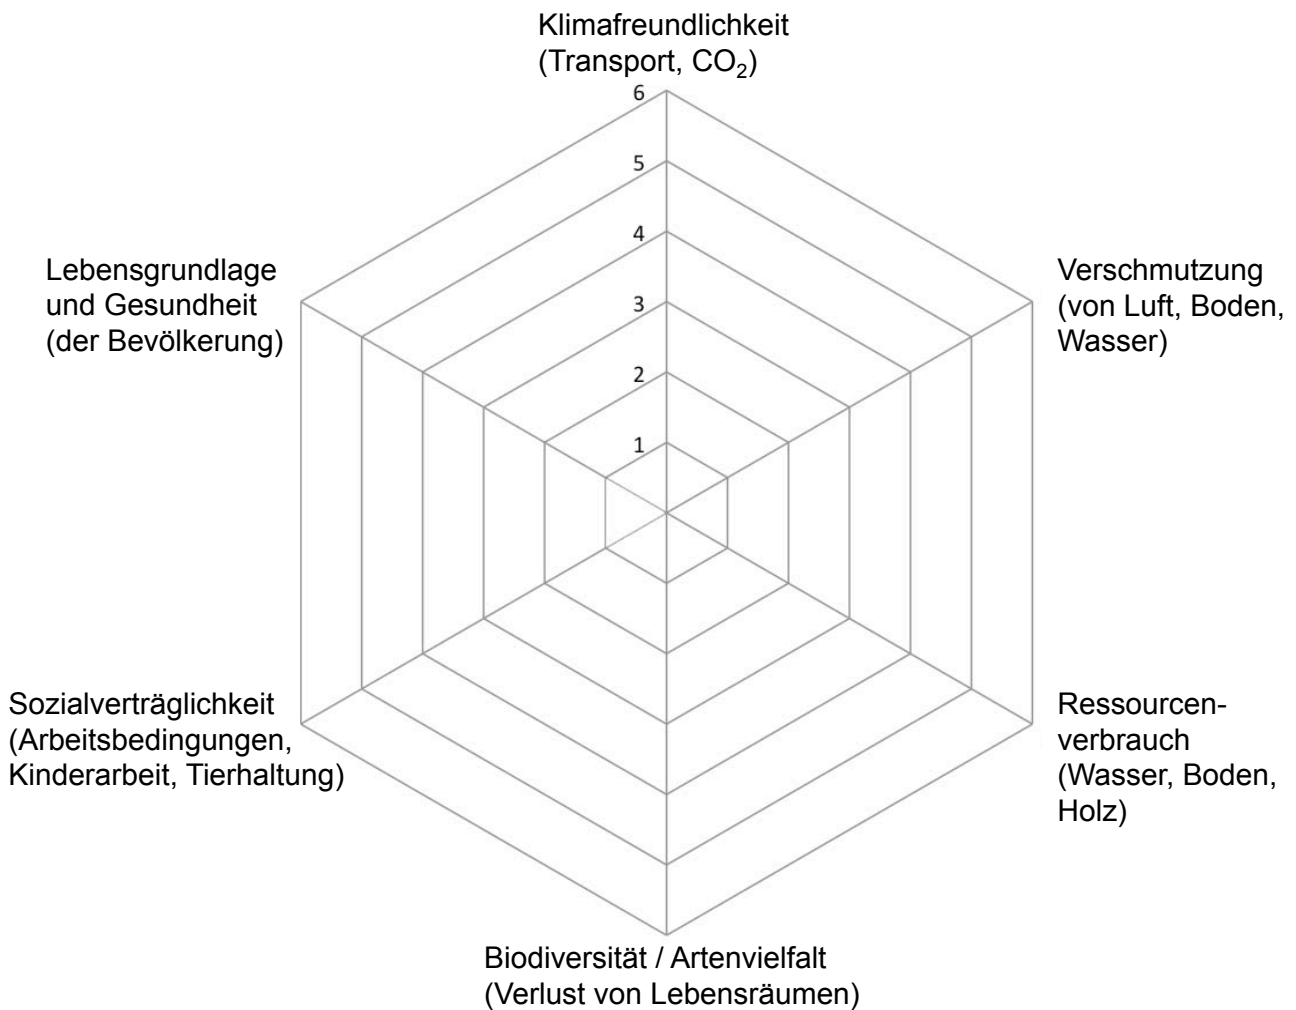 Klimafreundlichkeit
(Transport, CO₂)
6
5
4
3
2
1
Lebensgrundlage
und Gesundheit
(der Bevölkerung)
Verschmutzung
(von Luft, Boden,
Wasser)
Sozialverträglichkeit
(Arbeitsbedingungen,
Kinderarbeit, Tierhaltung)
Ressourcen-
verbrauch
(Wasser, Boden,
Holz)
Biodiversität / Artenvielfalt
(Verlust von Lebensräumen)